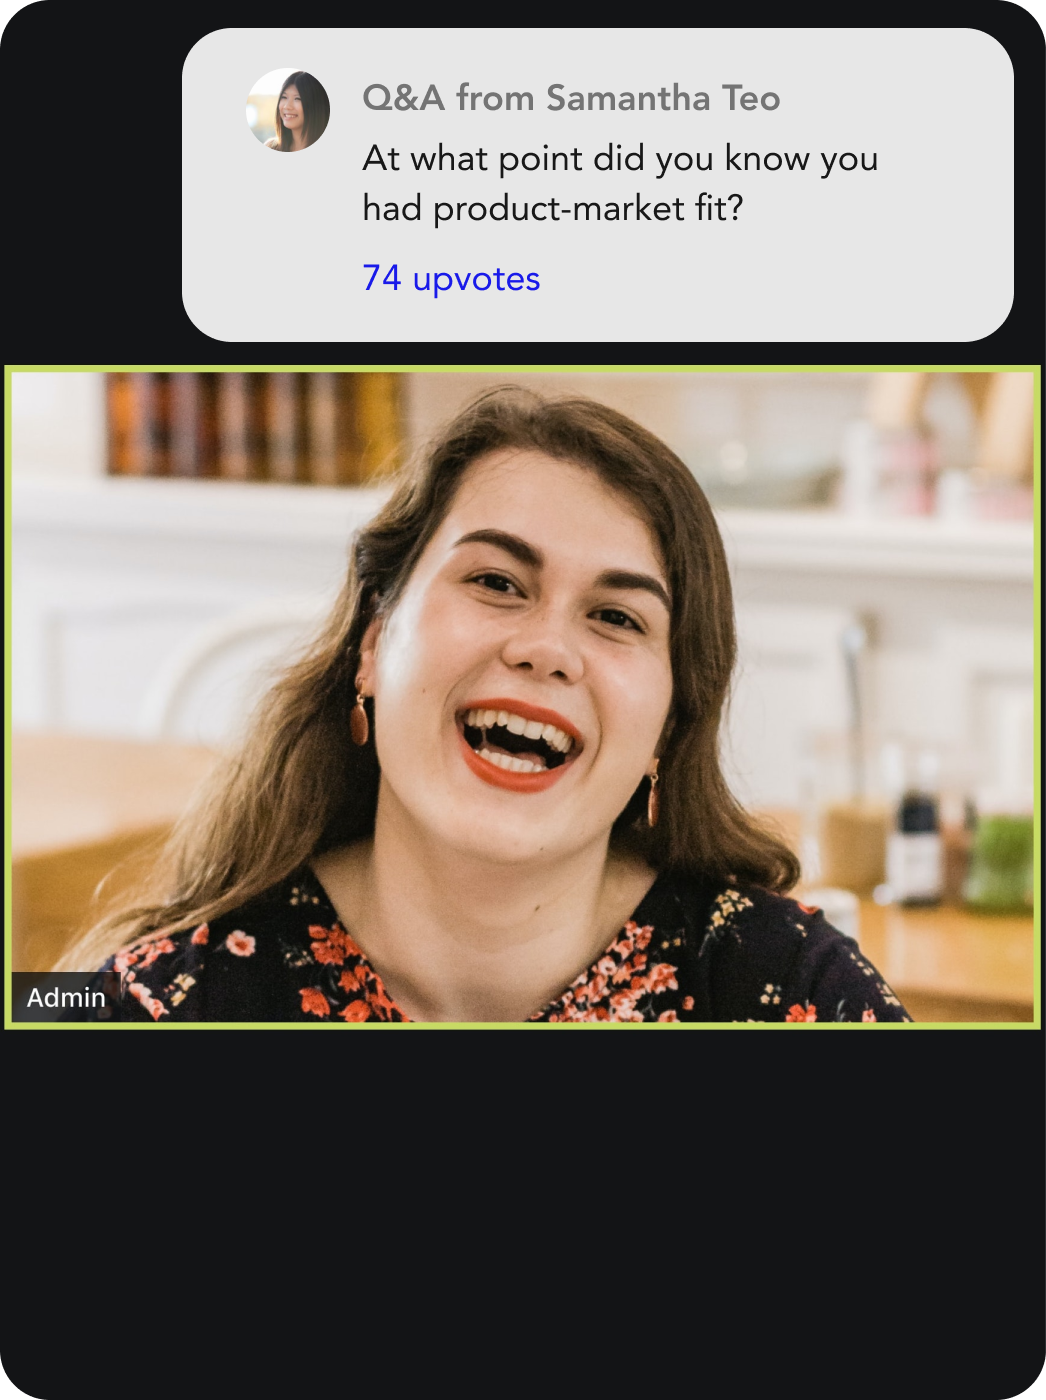 Q&A from Samantha Teo
At what point did you know you
had product-market fit?
74 upvotes
Admin